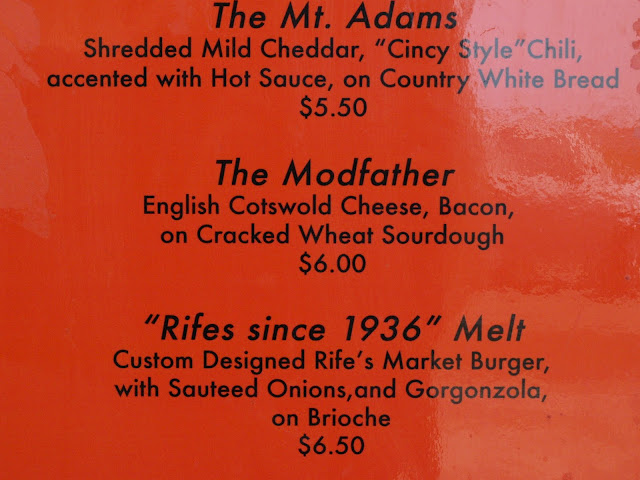 The Mt. Adams
Shredded Mild Cheddar, “Cincy Style”Chili,
accented with Hot Sauce, on Country White Bread
$5.50
The Modfather
English Cotswold Cheese, Bacon,
on Cracked Wheat Sourdough
$6.00
“Rifes since 1936” Melt
Custom Designed Rife’s Market Burger,
with Sauteed Onions,and Gorgonzola,
on Brioche
$6.50